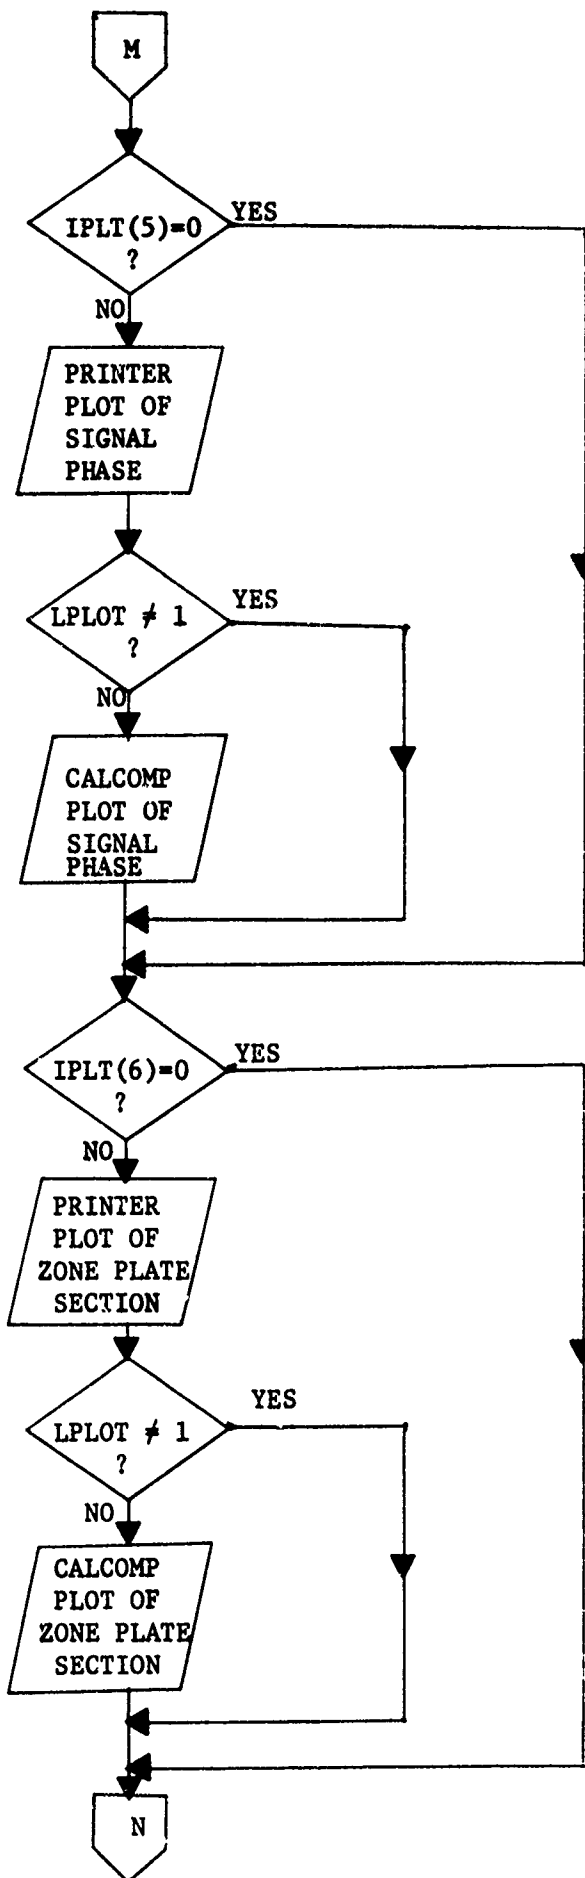 M
IPLT(5)=0
?
YES
NO
PRINTER
PLOT OF
SIGNAL
PHASE
LPLOT ≠ 1
?
YES
NO
CALCOMP
PLOT OF
SIGNAL
PHASE
IPLT(6)=0
?
YES
NO
PRINTER
PLOT OF
ZONE PLATE
SECTION
LPLOT ≠ 1
?
YES
NO
CALCOMP
PLOT OF
ZONE PLATE
SECTION
N